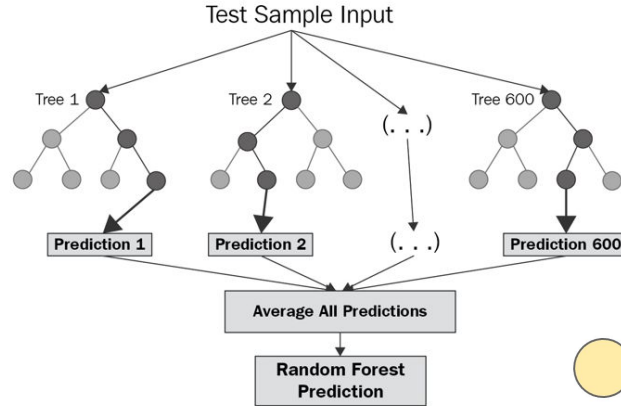 Test Sample Input
Tree 1
Tree 2
(. . .)
Tree 600
Prediction 1
Prediction 2
(. . .)
Prediction 600
Average All Predictions
Random Forest
Prediction